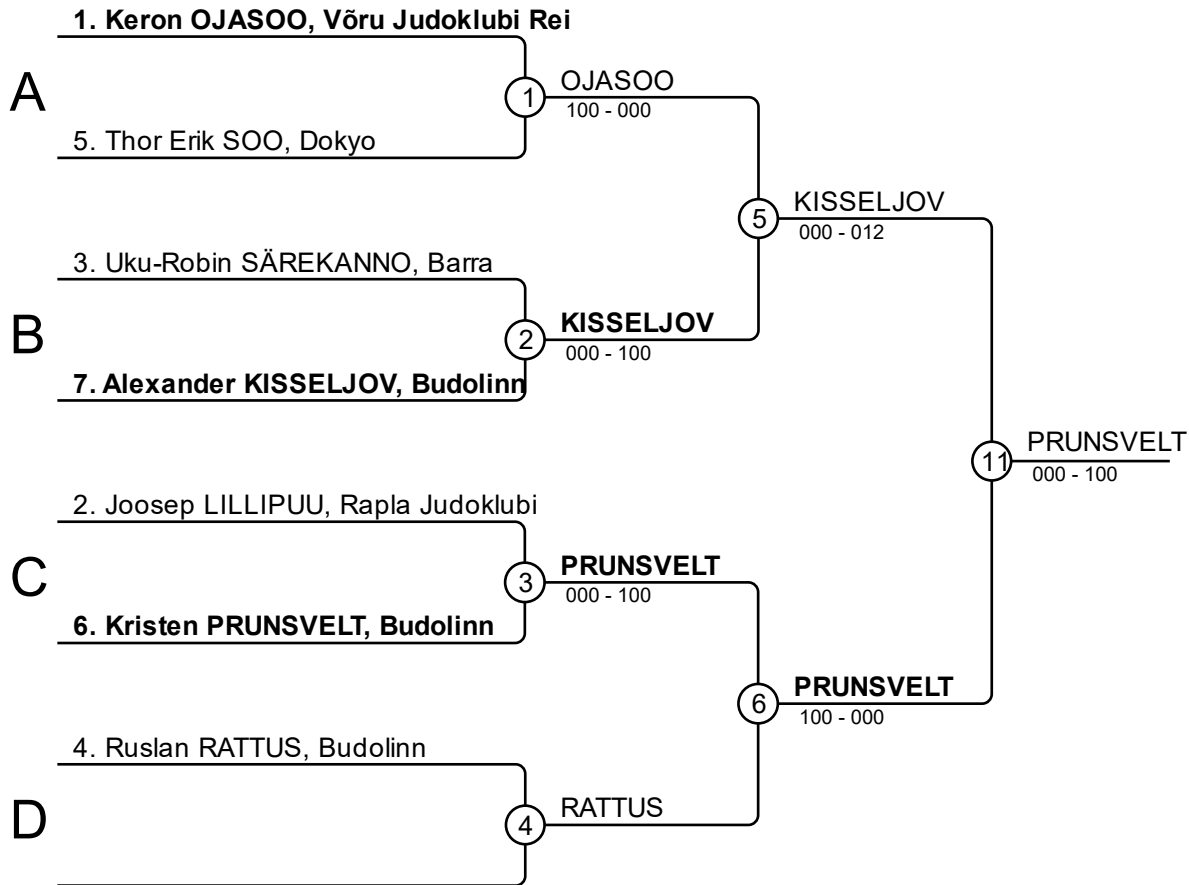 1. Keron OJASOO, Võru Judoklubi Rei
A
1
OJASOO
100 - 000
5. Thor Erik SOO, Dokyo
5
KISSELJOV
000 - 012
3. Uku-Robin SÄREKANNO, Barra
B
2
KISSELJOV
000 - 100
7. Alexander KISSELJOV, Budolinn
11
PRUNSVELT
000 - 100
2. Joosep LILLIPUU, Rapla Judoklubi
C
3
PRUNSVELT
000 - 100
6. Kristen PRUNSVELT, Budolinn
6
PRUNSVELT
100 - 000
4. Ruslan RATTUS, Budolinn
D
4
RATTUS